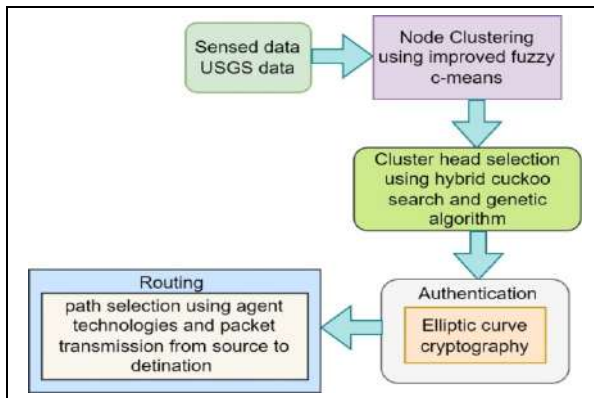 Sensed data
USGS data
Node Clustering
using improved fuzzy
c-means
Cluster head selection
using hybrid cuckoo
search and genetic
algorithm
Authentication
Elliptic curve
cryptography
Routing
path selection using agent
technologies and packet
transmission from source to
detination